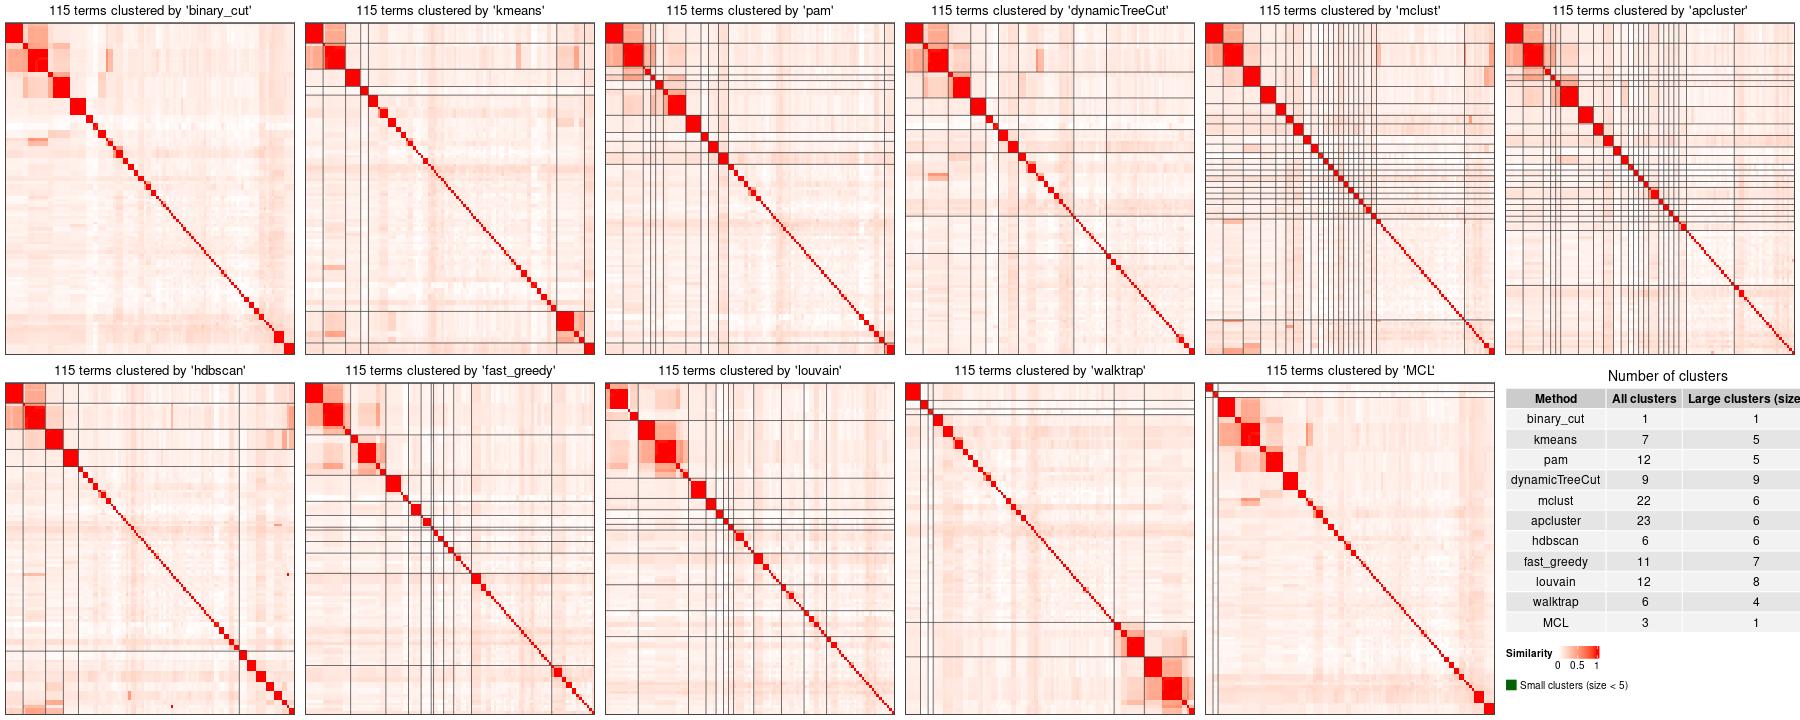 115 terms clustered by 'binary_cut'
115 terms clustered by 'kmeans'
115 terms clustered by 'pam'
115 terms clustered by 'dynamicTreeCut'
115 terms clustered by 'mclust'
115 terms clustered by 'apcluster'
115 terms clustered by 'hdbscan'
115 terms clustered by 'fast_greedy'
115 terms clustered by 'louvain'
115 terms clustered by 'walktrap'
115 terms clustered by 'MCL'
Number of clusters
Method All clusters Large clusters (size
binary_cut 1 1
kmeans 7 5
pam 12 5
dynamicTreeCut 9 9
mclust 22 6
apcluster 23 6
hdbscan 6 6
fast_greedy 11 7
louvain 12 8
walktrap 6 4
MCL 3 1
Similarity
0 0.5 1
Small clusters (size < 5)